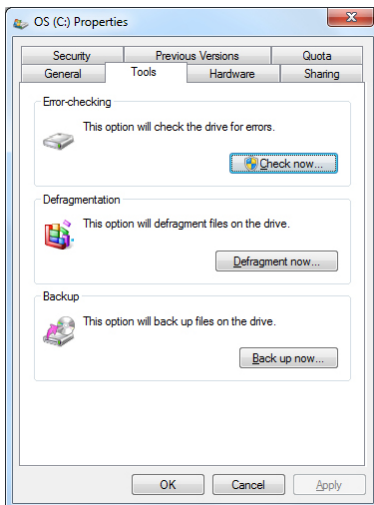 OS (C:) Properties
Security Previous Versions Quota
General Tools Hardware Sharing
Error-checking
This option will check the drive for errors.
Check now...
Defragmentation
This option will defragment files on the drive.
Defragment now...
Backup
This option will back up files on the drive.
Back up now...
OK Cancel Apply